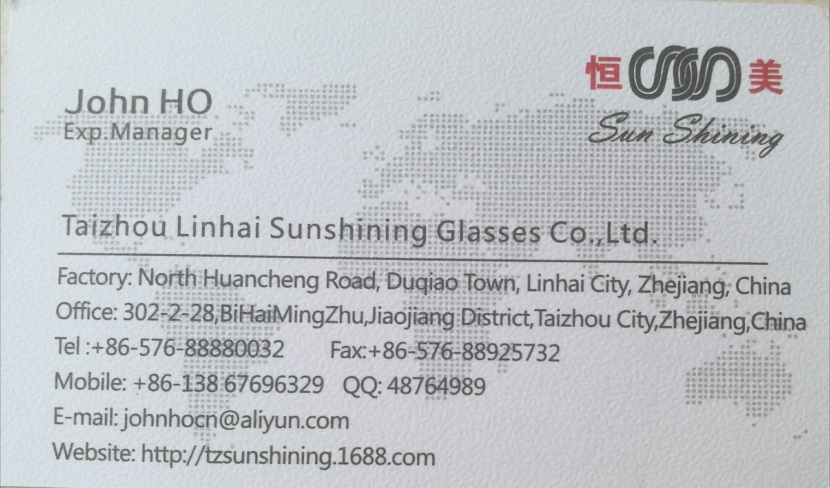 恒 美
Sun Shining
John HO
Exp.Manager
Taizhou Linhai Sunshining Glasses Co.,Ltd.
Factory: North Huancheng Road, Duqiao Town, Linhai City, Zhejiang, China
Office: 302-2-28,BiHaiMingZhu,Jiaojiang District,Taizhou City,Zhejiang,China
Tel :+86-576-88880032 Fax:+86-576-88925732
Mobile: +86-138 67696329 QQ: 48764989
E-mail: johnhocn@aliyun.com
Website: http://tzsunshining.1688.com